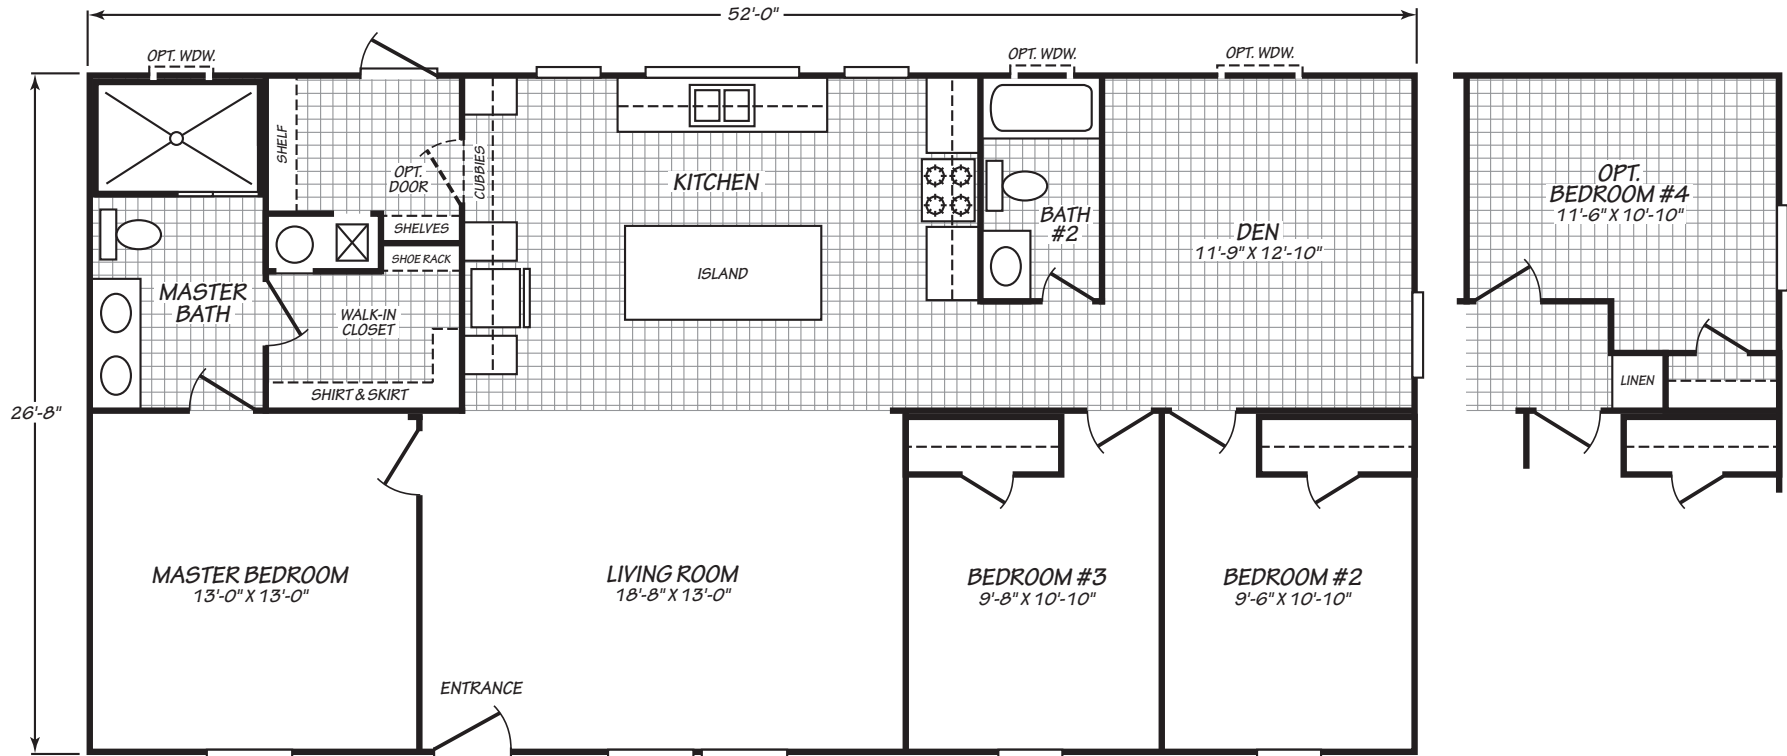 52'-0"
OPT. WDW.
OPT. WDW.
OPT. WDW.
26'-8"
SHELF
OPT.
DOOR
CUBBIES
SHELVES
SHOE RACK
MASTER
BATH
WALK-IN
CLOSET
SHIRT & SKIRT
KITCHEN
ISLAND
BATH
#2
DEN
11'-9" X 12'-10"
OPT.
BEDROOM #4
11'-6" X 10'-10"
LINEN
MASTER BEDROOM
13'-0" X 13'-0"
LIVING ROOM
18'-8" X 13'-0"
BEDROOM #3
9'-8" X 10'-10"
BEDROOM #2
9'-6" X 10'-10"
ENTRANCE